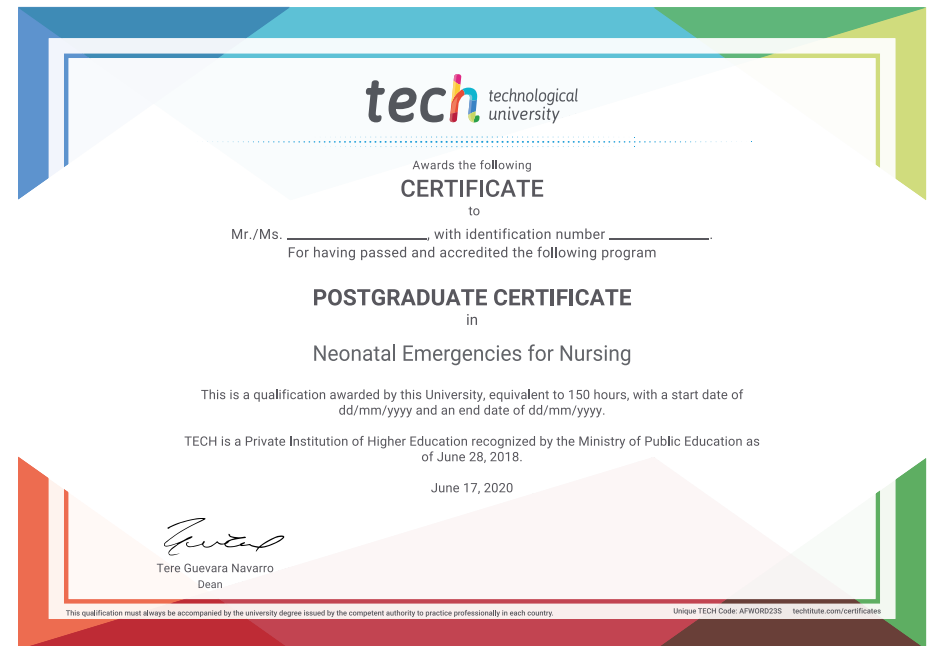 tech technological
university
Awards the following
CERTIFICATE
to
Mr./Ms. ____________________, with identification number ______________.
For having passed and accredited the following program
POSTGRADUATE CERTIFICATE
in
Neonatal Emergencies for Nursing
This is a qualification awarded by this University, equivalent to 150 hours, with a start date of
dd/mm/yyyy and an end date of dd/mm/yyyy.
TECH is a Private Institution of Higher Education recognized by the Ministry of Public Education as
of June 28, 2018.
June 17, 2020
Tere Guevara Navarro
Dean
This qualification must always be accompanied by the university degree issued by the competent authority to practice professionally in each country.
Unique TECH Code: AFWORD23S techtitute.com/certificates